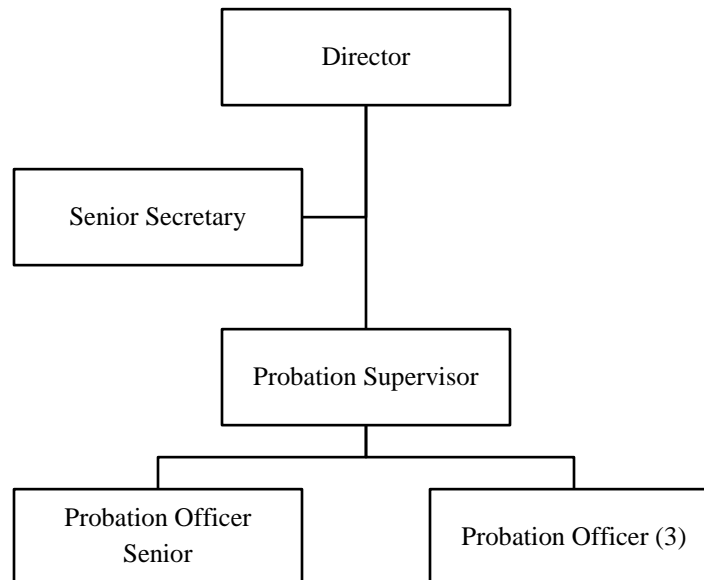 Director
Senior Secretary
Probation Supervisor
Probation Officer
Senior
Probation Officer (3)